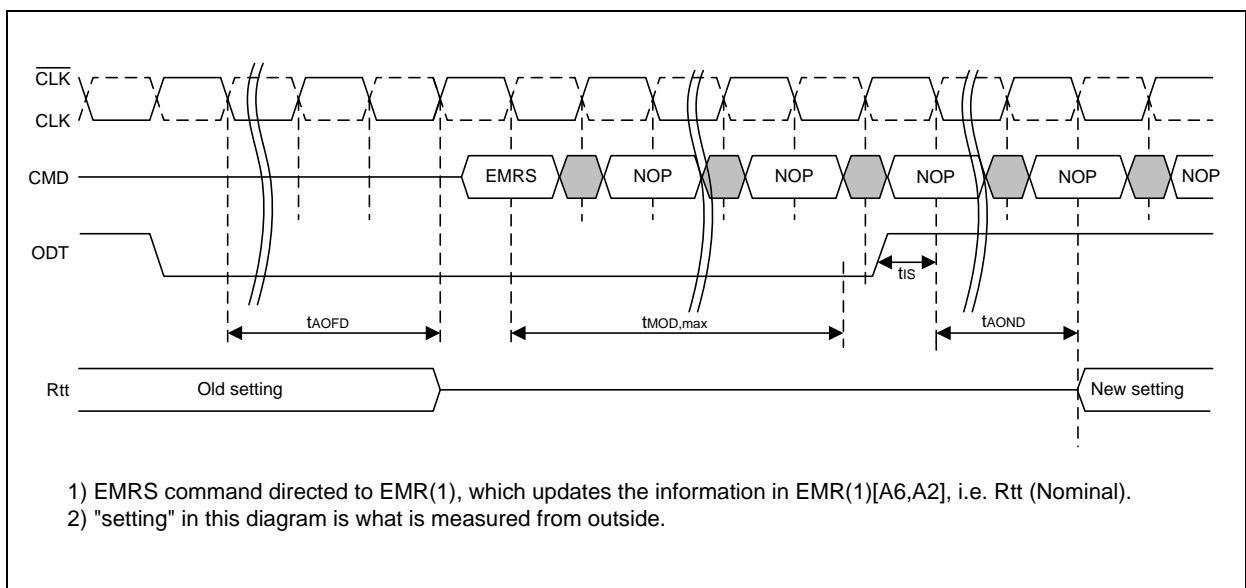 CLK
CLK
CMD
EMRS
NOP
NOP
NOP
NOP
NOP
ODT
tIS
tAOFD
tMOD,max
tAOND
Rtt
Old setting
New setting
1) EMRS command directed to EMR(1), which updates the information in EMR(1)[A6,A2], i.e. Rtt (Nominal).
2) "setting" in this diagram is what is measured from outside.